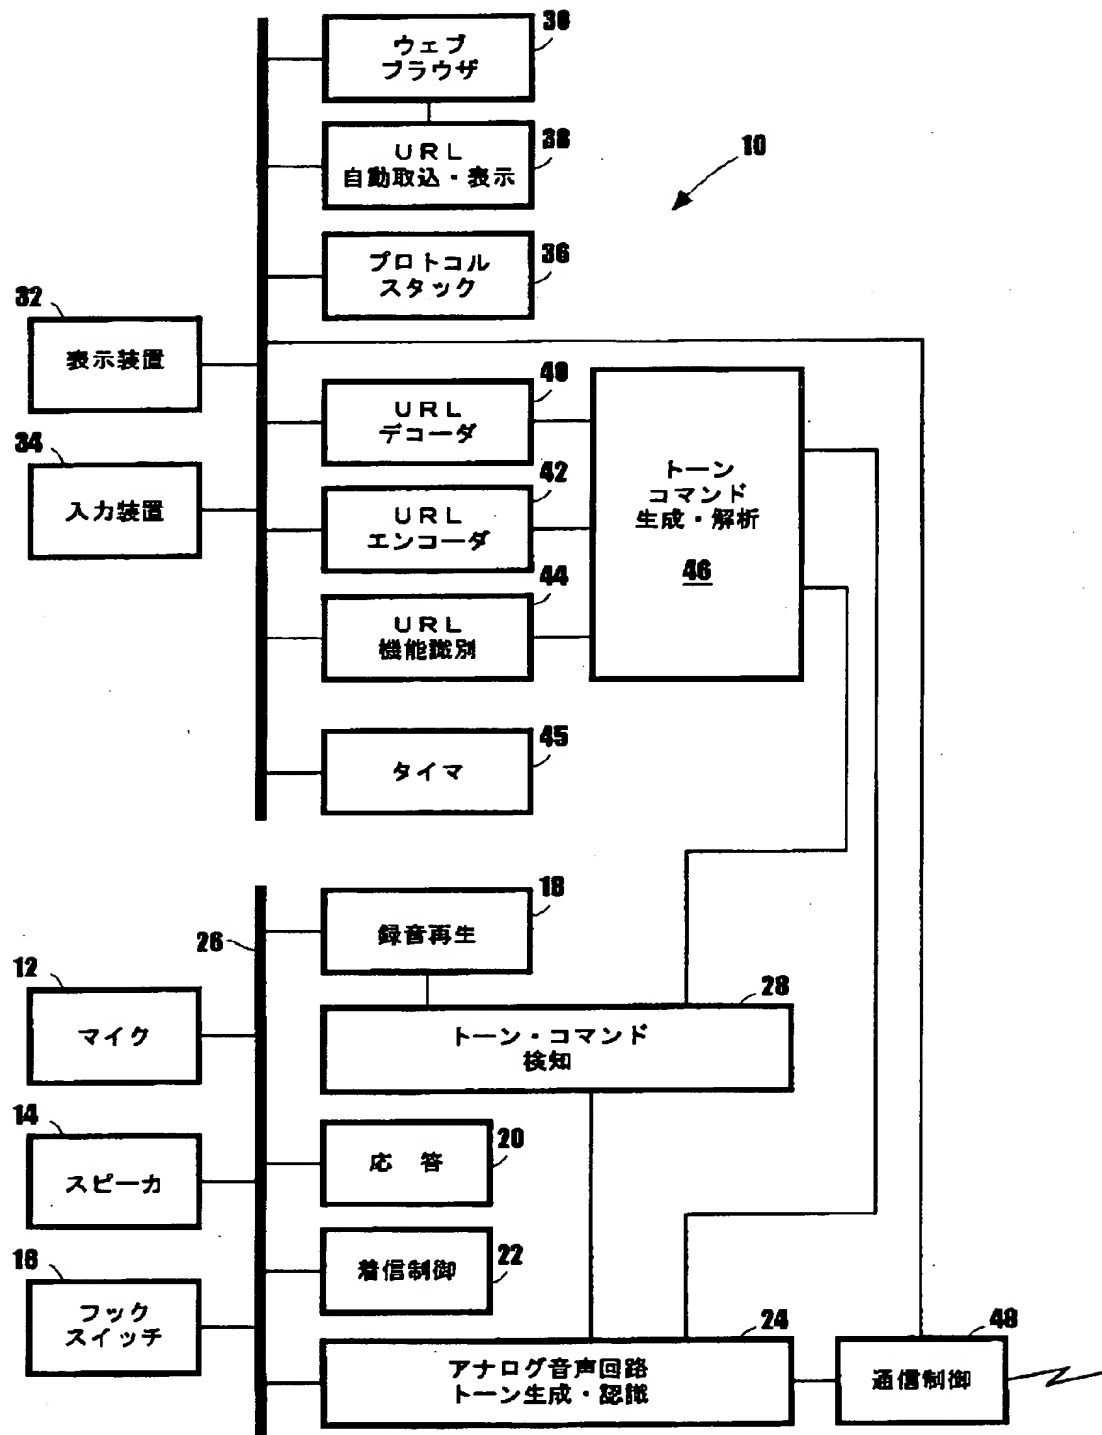 30
ウェブ
ブラウザ
38
URL
自動取込・表示
10
36
プロトコル
スタック
32
表示装置
40
URL
デコーダ
34
入力装置
42
URL
エンコーダ
44
URL
機能識別
トーン
コマンド
生成・解析
46
45
タイマ
18
録音再生
26
12
マイク
28
トーン・コマンド
検知
14
スピーカ
20
応 答
22
着信制御
16
フック
スイッチ
24
アナログ音声回路
トーン生成・認識
48
通信制御